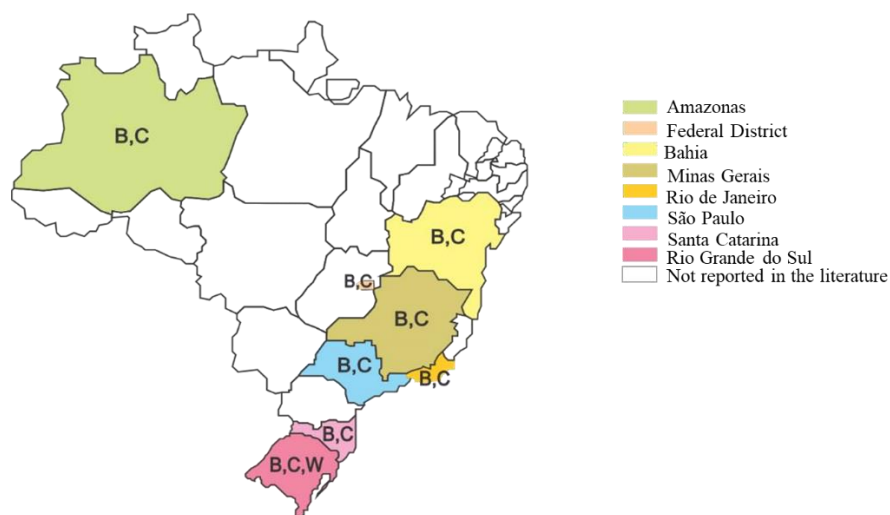 B,C
B,C
B,C
B,C
B,C
B,C
B,C
B,C,W
Amazonas
Federal District
Bahia
Minas Gerais
Rio de Janeiro
São Paulo
Santa Catarina
Rio Grande do Sul
Not reported in the literature